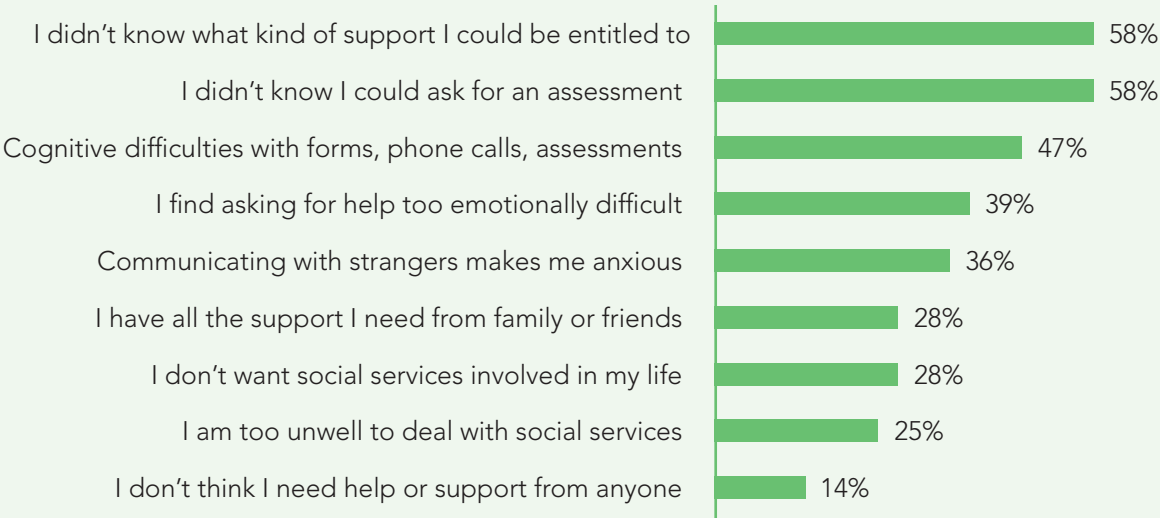 I didn’t know what kind of support I could be entitled to 58%
I didn’t know I could ask for an assessment 58%
Cognitive difficulties with forms, phone calls, assessments 47%
I find asking for help too emotionally difficult 39%
Communicating with strangers makes me anxious 36%
I have all the support I need from family or friends 28%
I don’t want social services involved in my life 28%
I am too unwell to deal with social services 25%
I don’t think I need help or support from anyone 14%